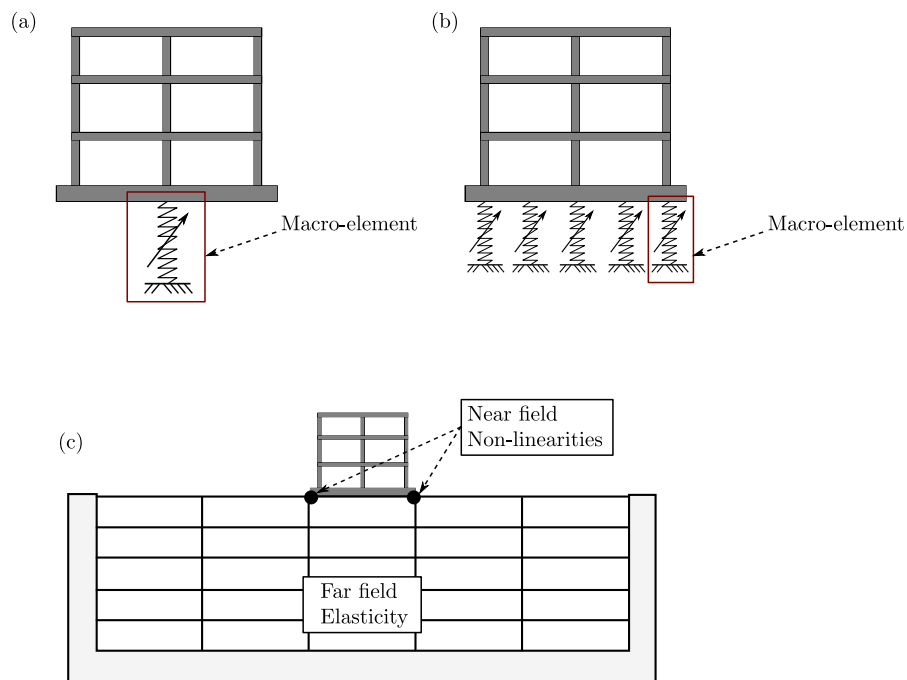 (a)
(b)
Macro-element
Macro-element
(c)
Near field
Non-linearities
Far field
Elasticity